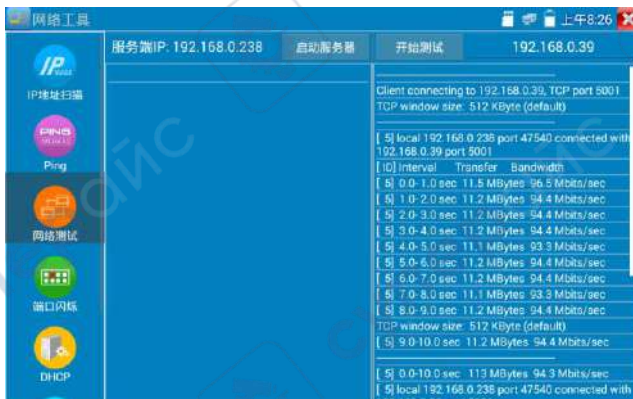 网络工具
上午8:26
服务端IP: 192.168.0.238
启动服务器
开始测试
192.168.0.39
IP地址扫描
PING
Ping
网络测试
端口闪烁
DHCP
Client connecting to 192.168.0.39, TCP port 5001
TCP window size: 512 KByte (default)
[ 5] local 192.168.0.238 port 47540 connected with
192.168.0.39 port 5001
[ ID] Interval Transfer Bandwidth
[ 5] 0.0- 1.0 sec 11.5 MBytes 96.5 Mbits/sec
[ 5] 1.0- 2.0 sec 11.2 MBytes 94.4 Mbits/sec
[ 5] 2.0- 3.0 sec 11.2 MBytes 94.4 Mbits/sec
[ 5] 3.0- 4.0 sec 11.2 MBytes 94.4 Mbits/sec
[ 5] 4.0- 5.0 sec 11.1 MBytes 93.3 Mbits/sec
[ 5] 5.0- 6.0 sec 11.2 MBytes 94.4 Mbits/sec
[ 5] 6.0- 7.0 sec 11.2 MBytes 94.4 Mbits/sec
[ 5] 7.0- 8.0 sec 11.1 MBytes 93.3 Mbits/sec
[ 5] 8.0- 9.0 sec 11.2 MBytes 94.4 Mbits/sec
TCP window size: 512 KByte (default)
[ 5] 9.0-10.0 sec 11.2 MBytes 94.4 Mbits/sec
[ 5] 0.0-10.0 sec 113 MBytes 94.3 Mbits/sec
[ 5] local 192.168.0.238 port 47540 connected with